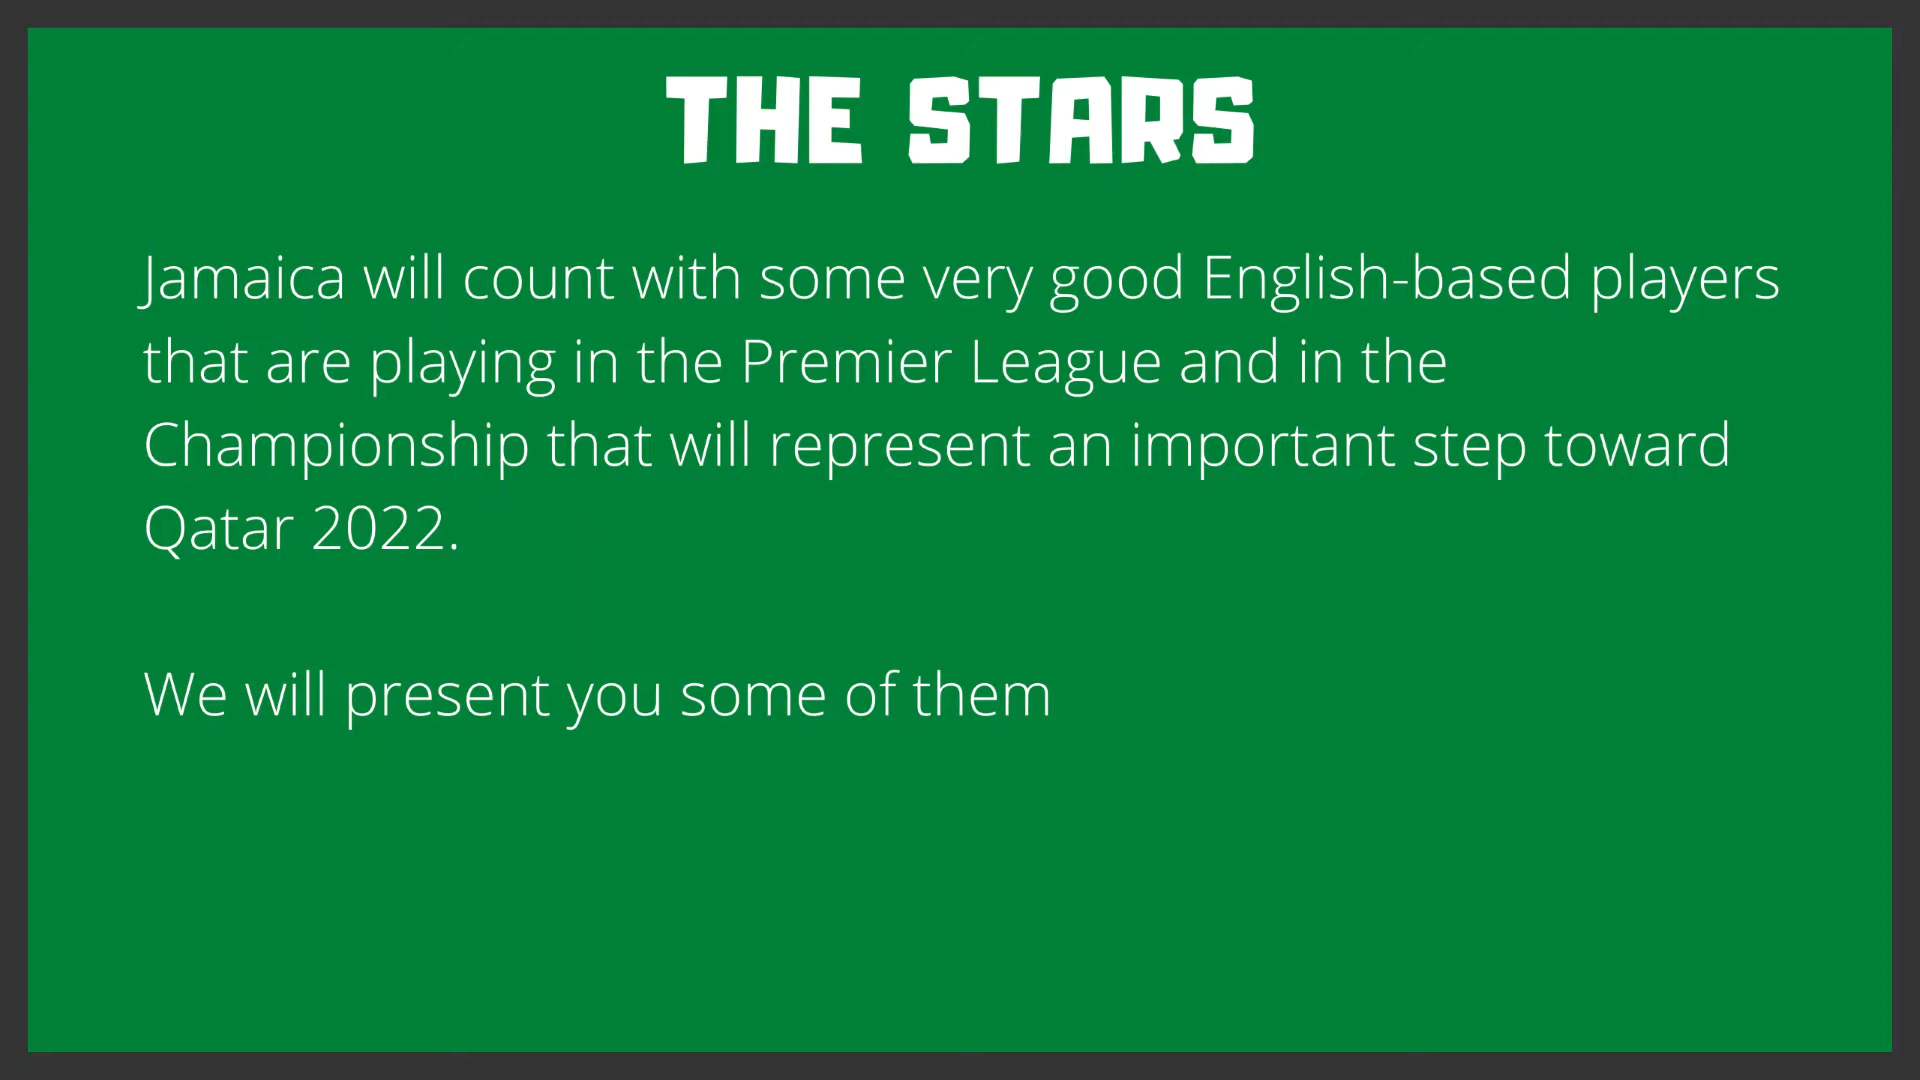 THE STARS
Jamaica will count with some very good English-based players
that are playing in the Premier League and in the
Championship that will represent an important step toward
Qatar 2022.
We will present you some of them